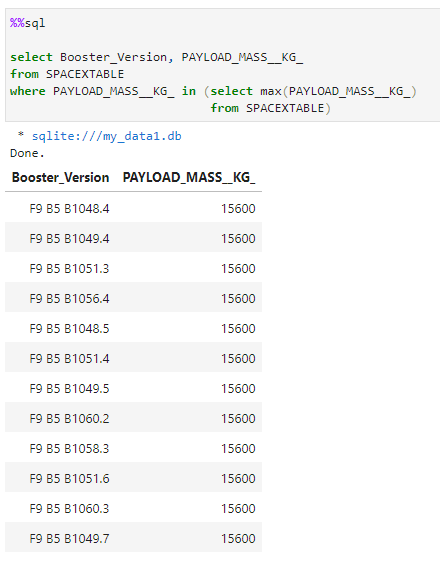 %%sql
select Booster_Version, PAYLOAD_MASS__KG_
from SPACEXTABLE
where PAYLOAD_MASS__KG_ in (select max(PAYLOAD_MASS__KG_)
from SPACEXTABLE)
* sqlite:///my_data1.db
Done.
Booster_Version PAYLOAD_MASS__KG_
F9 B5 B1048.4 15600
F9 B5 B1049.4 15600
F9 B5 B1051.3 15600
F9 B5 B1056.4 15600
F9 B5 B1048.5 15600
F9 B5 B1051.4 15600
F9 B5 B1049.5 15600
F9 B5 B1060.2 15600
F9 B5 B1058.3 15600
F9 B5 B1051.6 15600
F9 B5 B1060.3 15600
F9 B5 B1049.7 15600